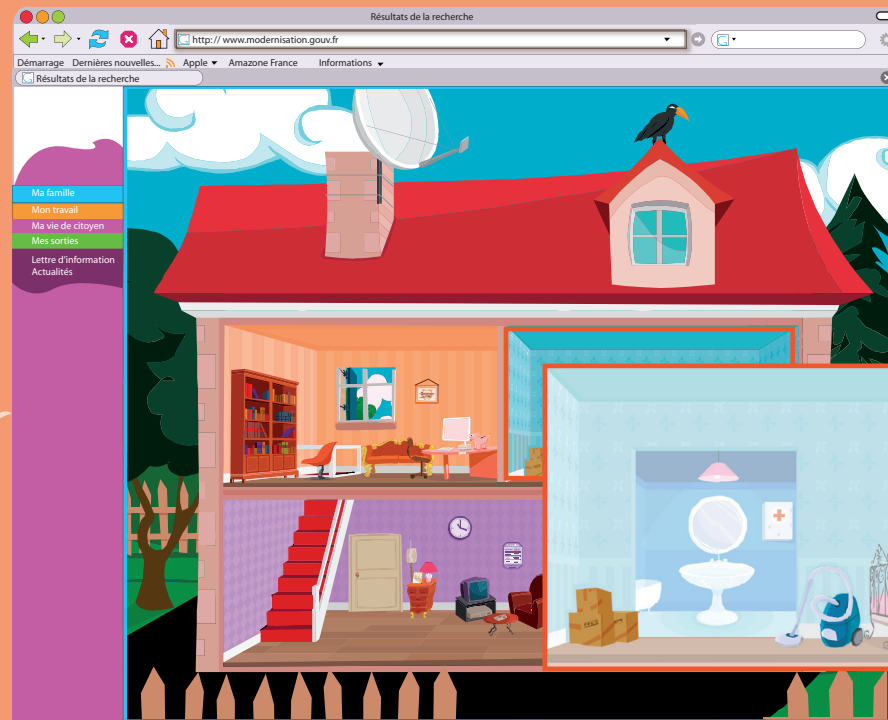 Résultats de la recherche
http:// www.modernisation.gouv.fr
Démarrage Dernières nouvelles... Apple Amazone France Informations
Résultats de la recherche
Ma famille
Mon travail
Ma vie de citoyen
Mes sorties
Lettre d'information
Actualités